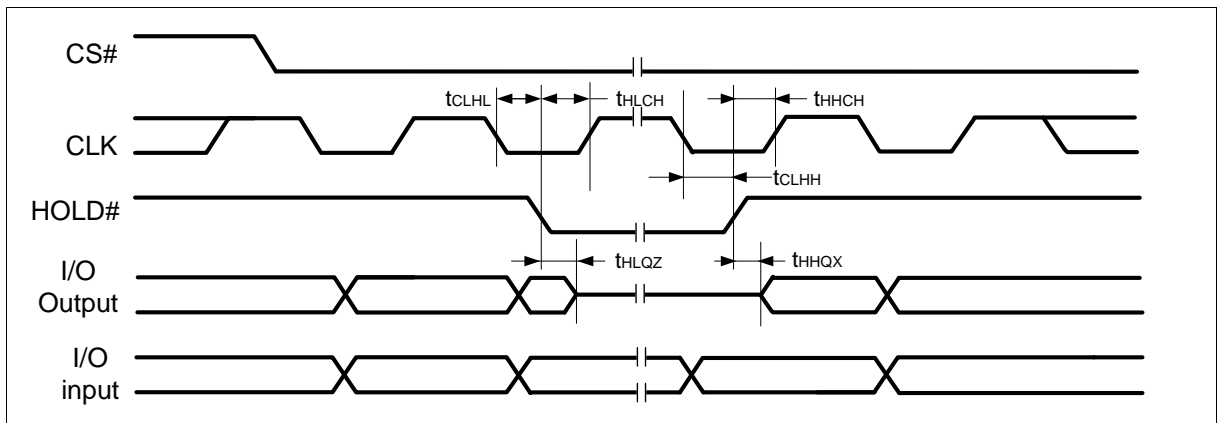 CS#
tCLHL
tHLCH
tHHCH
CLK
tCLHH
HOLD#
tHLQZ
tHHQX
I/O
Output
I/O
input